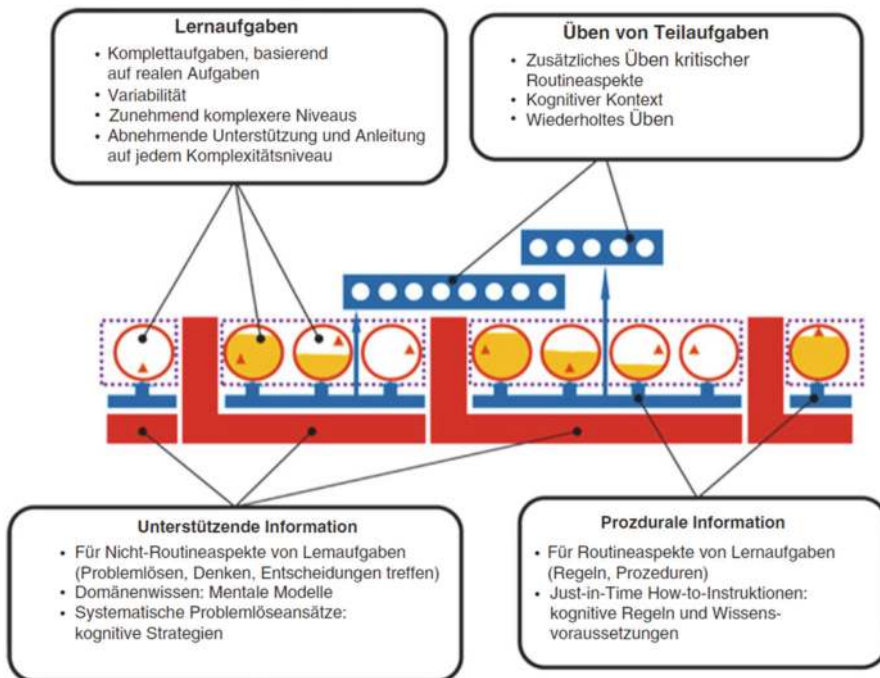 Lernaufgaben
• Komplettaufgaben, basierend
auf realen Aufgaben
• Variabilität
• Zunehmend komplexere Niveaus
• Abnehmende Unterstützung und Anleitung
auf jedem Komplexitätsniveau
Üben von Teilaufgaben
• Zusätzliches Üben kritischer
Routineaspekte
• Kognitiver Kontext
• Wiederholtes Üben
Unterstützende Information
• Für Nicht-Routineaspekte von Lernaufgaben
(Problemlösen, Denken, Entscheidungen treffen)
• Domänenwissen: Mentale Modelle
• Systematische Problemlöseansätze:
kognitive Strategien
Prozdurale Information
• Für Routineaspekte von Lernaufgaben
(Regeln, Prozeduren)
• Just-in-Time How-to-Instruktionen:
kognitive Regeln und Wissens-
voraussetzungen